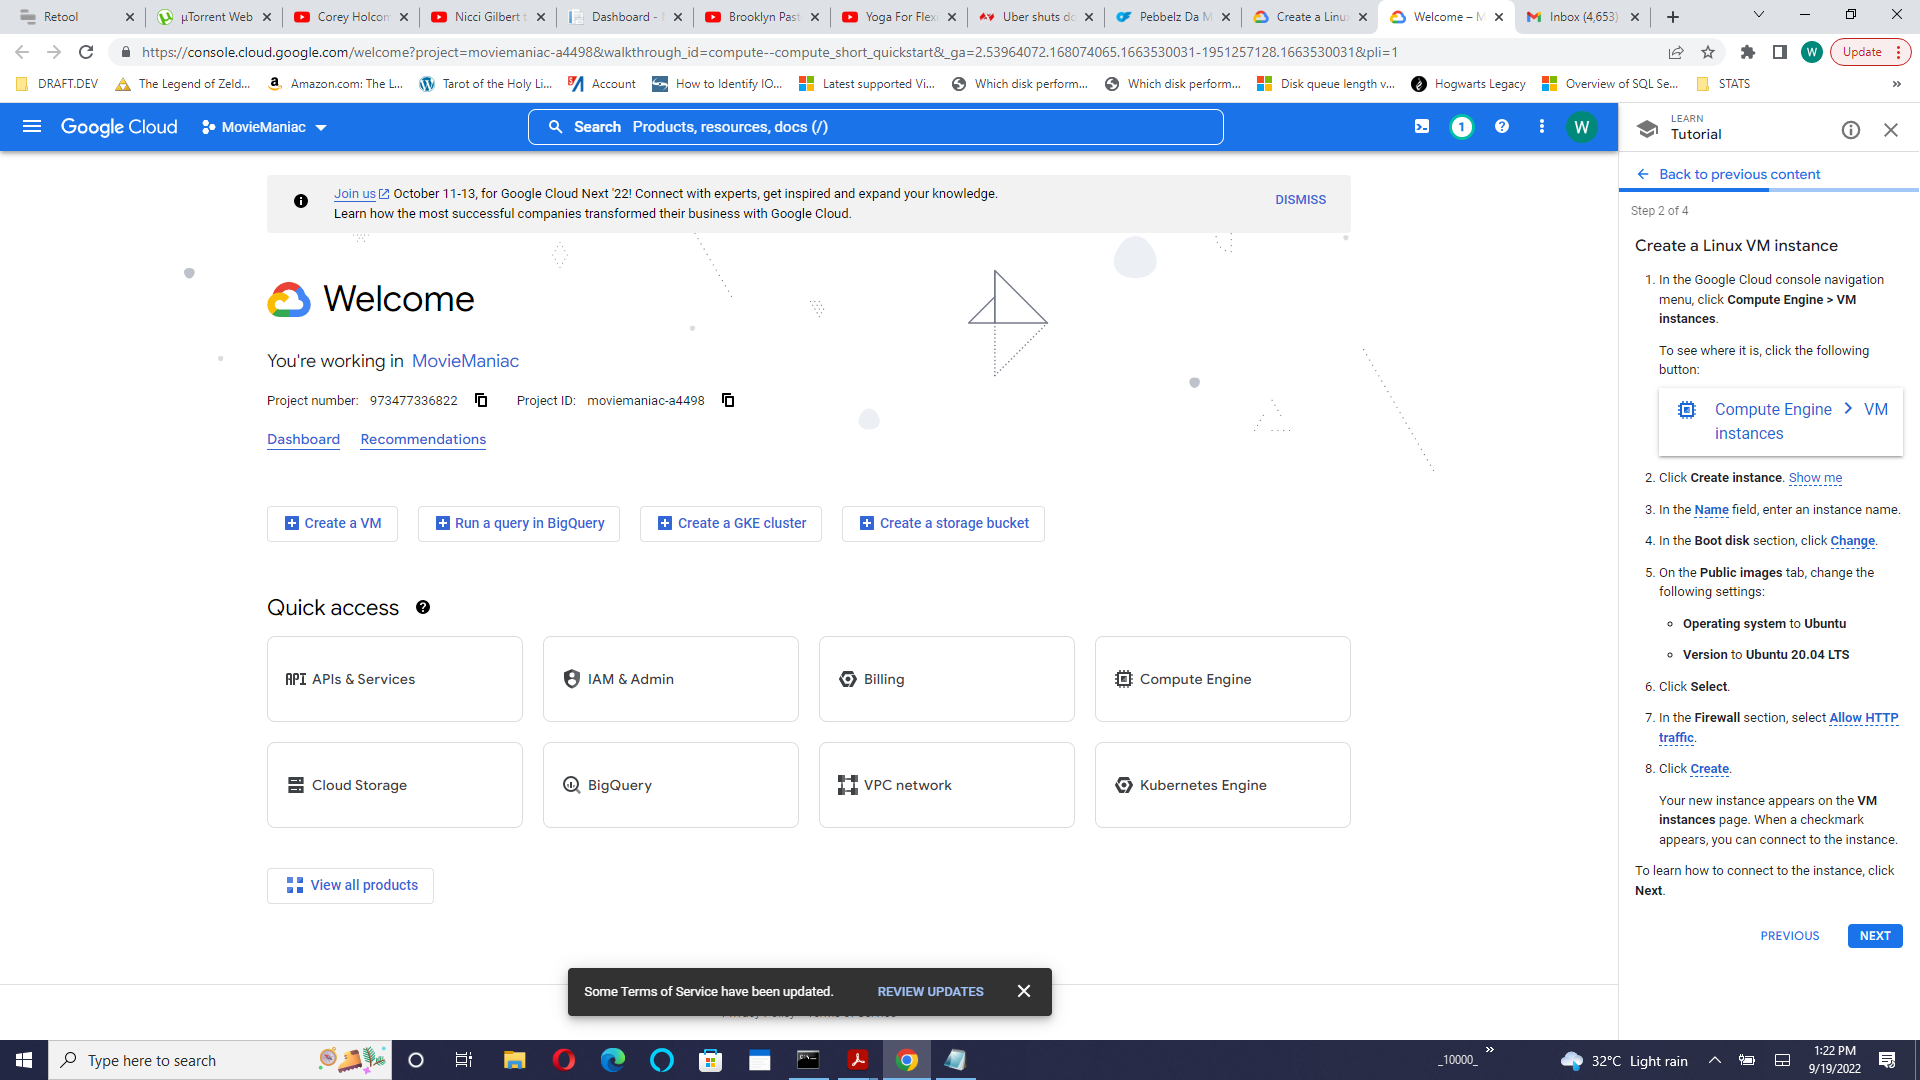 Retool
µTorrent Web
Corey Holcom
Nicci Gilbert t
Dashboard -
Brooklyn Past
Yoga For Flexi
Uber shuts do
Pebbelz Da M
Create a Linux
Welcome – M
Inbox (4,653)
https://console.cloud.google.com/welcome?project=moviemaniac-a4498&walkthrough_id=compute--compute_short_quickstart&_ga=2.53964072.168074065.1663530031-1951257128.1663530031&pli=1
W
Update
DRAFT.DEV
The Legend of Zeld...
Amazon.com: The L...
Tarot of the Holy Li...
Account
How to Identify IO...
Latest supported Vi...
Which disk perform...
Which disk perform...
Disk queue length v...
Hogwarts Legacy
Overview of SQL Se...
STATS
Google Cloud
MovieManiac
Search Products, resources, docs (/)
1
W
LEARN
Tutorial
Join us October 11-13, for Google Cloud Next '22! Connect with experts, get inspired and expand your knowledge.
Learn how the most successful companies transformed their business with Google Cloud.
DISMISS
Welcome
You're working in MovieManiac
Project number: 973477336822
Project ID: moviemaniac-a4498
Dashboard
Recommendations
Create a VM
Run a query in BigQuery
Create a GKE cluster
Create a storage bucket
Quick access
API APIs & Services
IAM & Admin
Billing
Compute Engine
Cloud Storage
BigQuery
VPC network
Kubernetes Engine
View all products
Back to previous content
Step 2 of 4
Create a Linux VM instance
1. In the Google Cloud console navigation
menu, click Compute Engine > VM
instances.
To see where it is, click the following
button:
Compute Engine > VM
instances
2. Click Create instance. Show me
3. In the Name field, enter an instance name.
4. In the Boot disk section, click Change.
5. On the Public images tab, change the
following settings:
Operating system to Ubuntu
Version to Ubuntu 20.04 LTS
6. Click Select.
7. In the Firewall section, select Allow HTTP
traffic.
8. Click Create.
Your new instance appears on the VM
instances page. When a checkmark
appears, you can connect to the instance.
To learn how to connect to the instance, click
Next.
PREVIOUS
NEXT
Some Terms of Service have been updated.
REVIEW UPDATES
Type here to search
_10000_
32°C Light rain
1:22 PM
9/19/2022